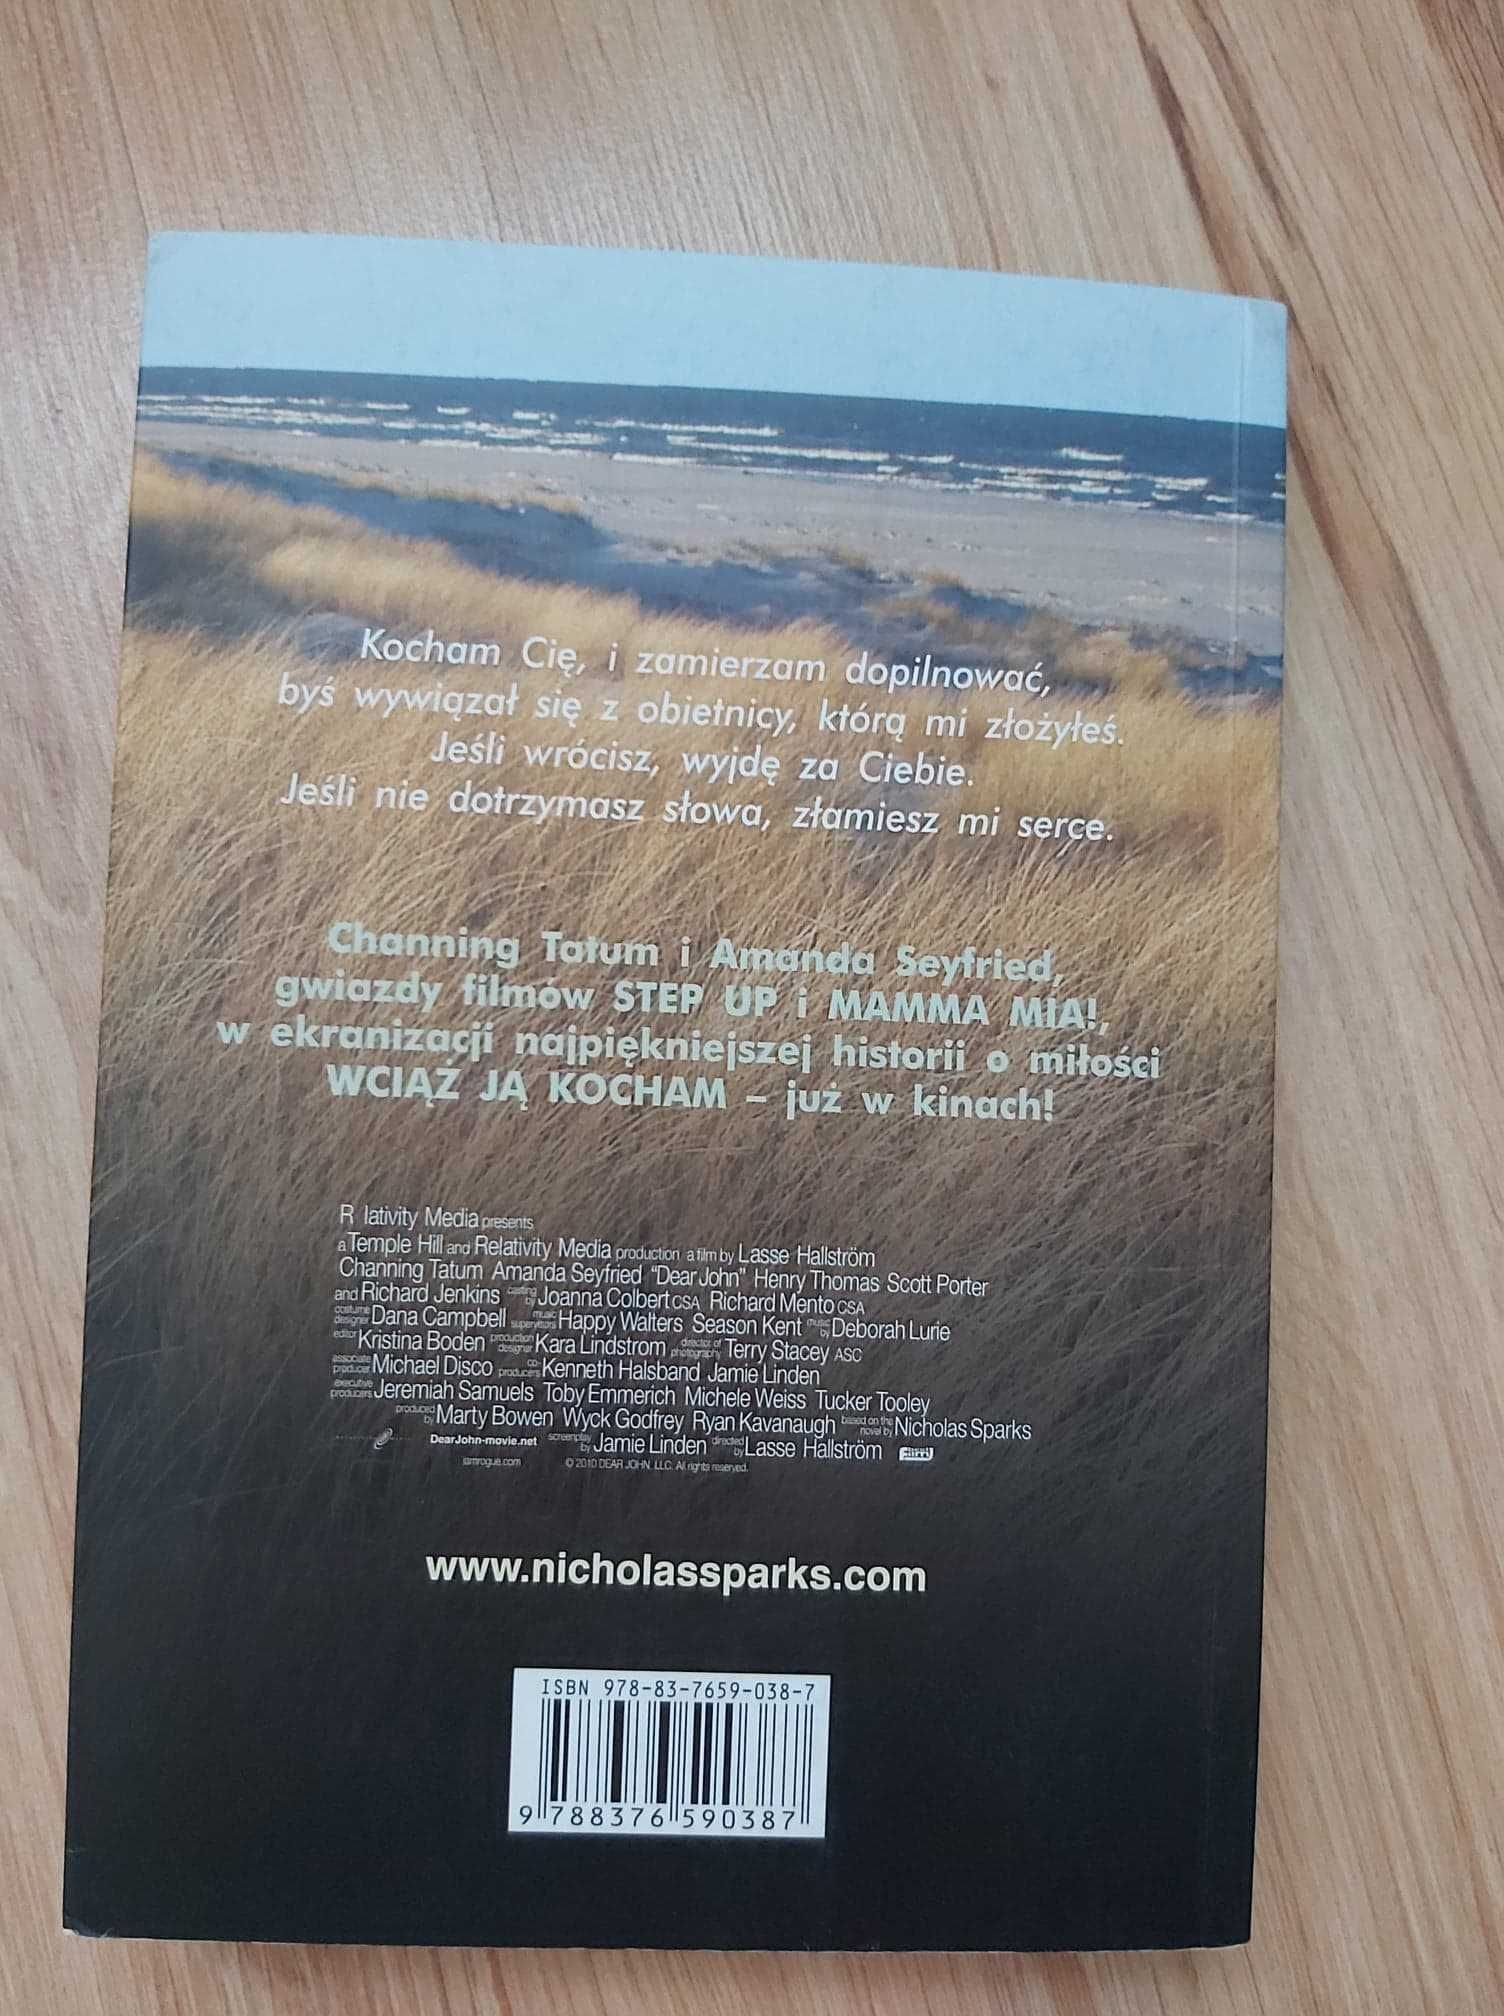 Kocham Cię, i zamierzam dopilnować,
byś wywiązał się z obietnicy, którą mi złożyłeś.
Jeśli wrócisz, wyjdę za Ciebie.
Jeśli nie dotrzymasz słowa, złamiesz mi serce.
Channing Tatum i Amanda Seyfried,
gwiazdy filmów STEP UP i MAMMA MIA!,
w ekranizacji najpiękniejszej historii o miłości
WCIĄŻ JĄ KOCHAM – już w kinach!
R lativity Media presents
a Temple Hill and Relativity Media production a film by Lasse Hallström
Channing Tatum Amanda Seyfried "Dear John" Henry Thomas Scott Porter
and Richard Jenkins casting by Joanna Colbert CSA Richard Mento CSA
costume designer Dana Campbell music supervisors Happy Walters Season Kent music by Deborah Lurie
editor Kristina Boden production designer Kara Lindstrom director of photography Terry Stacey ASC
associate producer Michael Disco co-producers Kenneth Halsband Jamie Linden
executive producers Jeremiah Samuels Toby Emmerich Michele Weiss Tucker Tooley
produced by Marty Bowen Wyck Godfrey Ryan Kavanaugh based on the novel by Nicholas Sparks
DearJohn-movie.net screenplay by Jamie Linden directed by Lasse Hallström
iamrogue.com © 2010 DEAR JOHN, LLC. All rights reserved.
www.nicholassparks.com
ISBN 978-83-7659-038-7
9 788376 590387